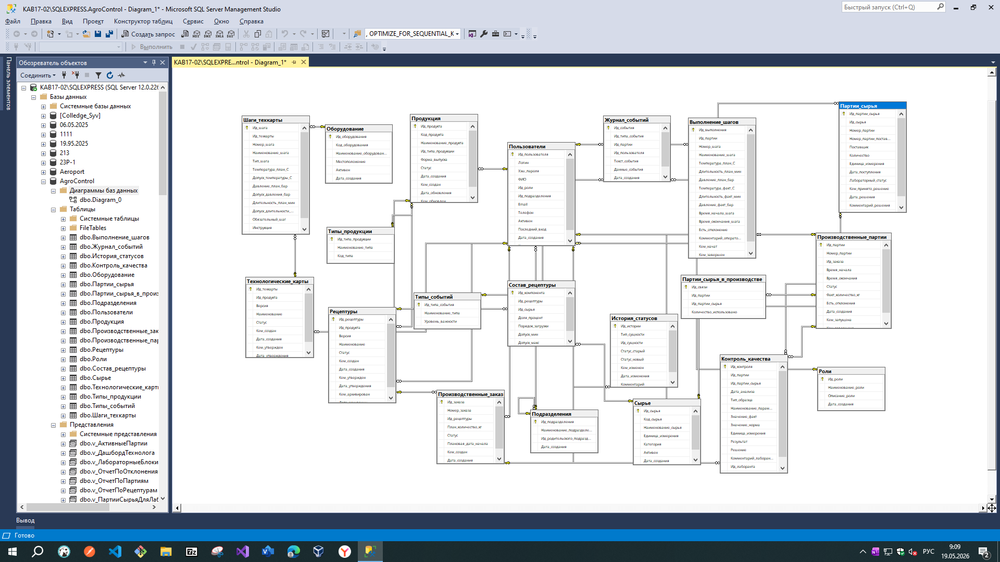 KAB17-02\SQLEXPRESS.AgroControl - Diagram_1* - Microsoft SQL Server Management Studio
Быстрый запуск (Ctrl+Q)
Файл Правка Вид Проект Конструктор таблиц Сервис Окно Справка
Создать запрос
, OPTIMIZE_FOR_SEQUENTIAL_K
Выполнить
Панель элементов
Обозреватель объектов
Соединить
KAB17-02\SQLEXPRESS (SQL Server 12.0.226
Базы данных
Системные базы данных
[Colledge_Syv]
06.05.2025
1111
19.95.2025
213
23P-1
Aeroport
AgroControl
Диаграммы баз данных
dbo.Diagram_0
Таблицы
Системные таблицы
FileTables
dbo.Выполнение_шагов
dbo.Журнал_событий
dbo.История_статусов
dbo.Контроль_качества
dbo.Оборудование
dbo.Партии_сырья
dbo.Партии_сырья_в_произ
dbo.Подразделения
dbo.Пользователи
dbo.Продукция
dbo.Производственные_зак
dbo.Производственные_пар
dbo.Рецептуры
dbo.Роли
dbo.Состав_рецептуры
dbo.Сырье
dbo.Технологические_карты
dbo.Типы_продукции
dbo.Типы_событий
dbo.Шаги_техкарты
Представления
Системные представления
dbo.v_АктивныеПартии
dbo.v_ДашбордТехнолога
dbo.v_ЛабораторныеБлоки
dbo.v_ОтчетПоОтклонения
dbo.v_ОтчетПоПартиям
dbo.v_ОтчетПоРецептурам
dbo.v_ПартииСырьяДляЛаб
KAB17-02\SQLEXPRE...ntrol - Diagram_1*
Шаги_техкарты
Ид_шага
Ид_техкарты
Номер_шага
Наименование_шага
Тип_шага
Температура_план_C
Допуск_температуры_C
Давление_план_бар
Допуск_давления_бар
Длительность_план_мин
Допуск_длительности_...
Обязательный_шаг
Инструкция
Оборудование
Ид_оборудования
Код_оборудования
Наименование_оборудован...
Местоположение
Активен
Дата_создания
Продукция
Ид_продукта
Код_продукта
Наименование_продукта
Ид_типа_продукции
Форма_выпуска
Статус
Дата_создания
Кем_создан
Дата_обновления
Кем_обновлен
Пользователи
Ид_пользователя
Логин
Хэш_пароля
ФИО
Ид_роли
Ид_подразделения
Email
Телефон
Активен
Последний_вход
Дата_создания
Журнал_событий
Ид_события
Ид_типа_события
Ид_партии
Ид_пользователя
Текст_события
Данные_события
Дата_создания
Выполнение_шагов
Ид_выполнения
Ид_партии
Номер_шага
Наименование_шага
Температура_план_C
Длительность_план_мин
Давление_план_бар
Температура_факт_C
Длительность_факт_мин
Давление_факт_бар
Время_начала_шага
Время_окончания_шага
Есть_отклонение
Комментарий_операто...
Кем_начат
Кем_завершен
Партии_сырья
Ид_партии_сырья
Ид_сырья
Номер_партии
Номер_партии_постав...
Поставщик
Количество
Единица_измерения
Дата_поступления
Лабораторный_статус
Кем_принято_решение
Дата_решения
Комментарий_решения
Типы_продукции
Ид_типа_продукции
Наименование_типа
Код_типа
Производственные_партии
Ид_партии
Номер_партии
Ид_заказа
Время_начала
Время_окончания
Статус
Факт_количество_кг
Есть_отклонения
Дата_создания
Кем_запущена
Технологические_карты
Ид_техкарты
Ид_продукта
Версия
Наименование
Статус
Кем_создан
Дата_создания
Кем_утвержден
Дата_утверждения
Рецептуры
Ид_рецептуры
Ид_продукта
Версия
Наименование
Статус
Кем_создан
Дата_создания
Кем_утвержден
Дата_утверждения
Кем_архивирован
Типы_событий
Ид_типа_события
Наименование_типа
Уровень_важности
Состав_рецептуры
Ид_компонента
Ид_рецептуры
Ид_сырья
Доля_процент
Порядок_загрузки
Допуск_мин
Допуск_макс
Партии_сырья_в_производстве
Ид_связи
Ид_партии
Ид_партии_сырья
Количество_использовано
История_статусов
Ид_истории
Тип_сущности
Ид_сущности
Статус_старый
Статус_новый
Кем_изменен
Дата_изменения
Комментарий
Производственные_заказ
Ид_заказа
Номер_заказа
Ид_рецептуры
План_количество_кг
Статус
Плановая_дата_начала
Кем_создан
Дата_создания
Подразделения
Ид_подразделения
Наименование_подразделе...
Ид_родительского_подразд...
Дата_создания
Сырье
Ид_сырья
Код_сырья
Наименование_сырья
Единица_измерения
Категория
Активен
Дата_создания
Контроль_качества
Ид_контроля
Ид_партии
Ид_партии_сырья
Дата_анализа
Тип_образца
Наименование_парам...
Значение_факт
Значение_норма
Единица_измерения
Результат
Решение
Комментарий_лаборан...
Ид_лаборанта
Роли
Ид_роли
Наименование_роли
Описание_роли
Дата_создания
Вывод
Готово
РУС
9:09
19.05.2026
2